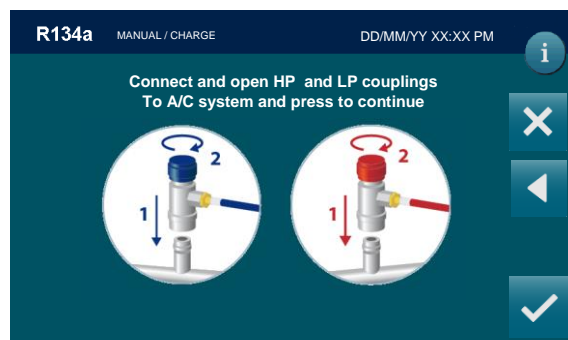 R134a MANUAL / CHARGE DD/MM/YY XX:XX PM
i
Connect and open HP and LP couplings
To A/C system and press to continue
2 2
1 1